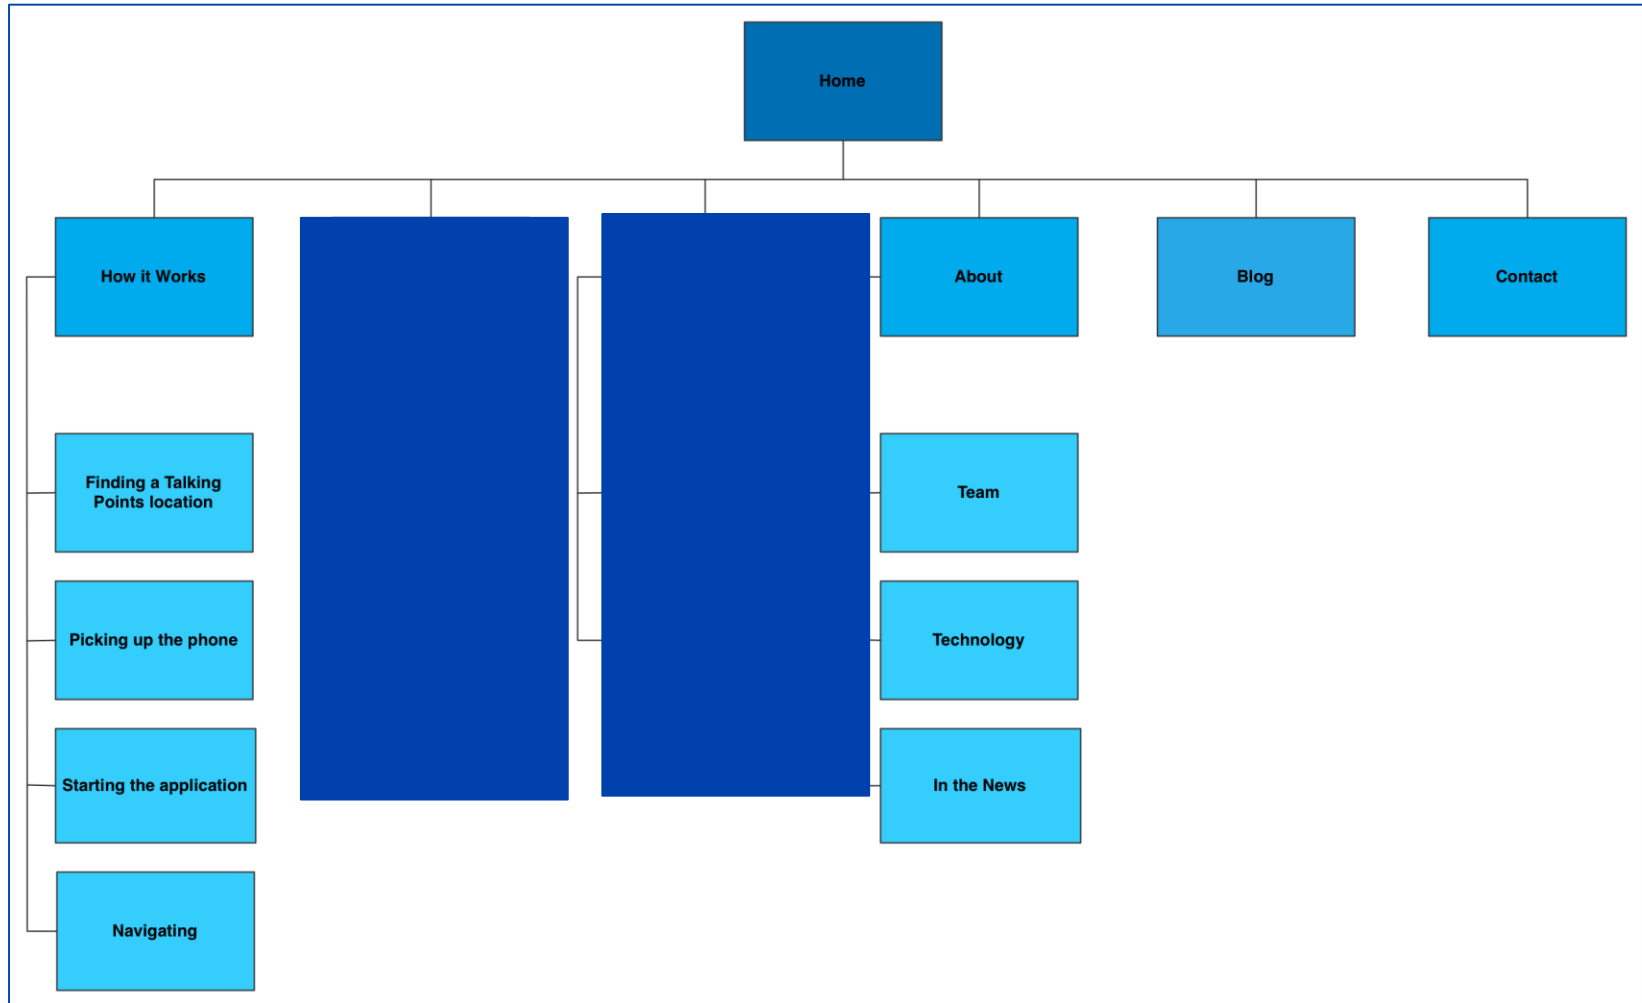 Home
How it Works
About
Blog
Contact
Finding a Talking
Points location
Team
Picking up the phone
Technology
Starting the application
In the News
Navigating